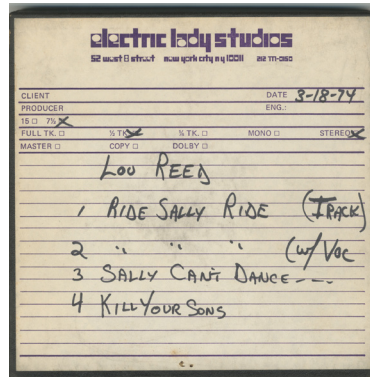 electric lady studios
52 west 8 street new york city n y 10011 212 777-0150
CLIENT DATE 3-18-74
PRODUCER ENG.:
15 □ 7½ X
FULL TK. □ ½ TK. X ¼ TK. □ MONO □ STEREO X
MASTER □ COPY □ DOLBY □
LOU REED
1 RIDE SALLY RIDE (TRACK)
2 " " " (w/ VOC
3 SALLY CAN'T DANCE - - -
4 KILL YOUR SONS
c.